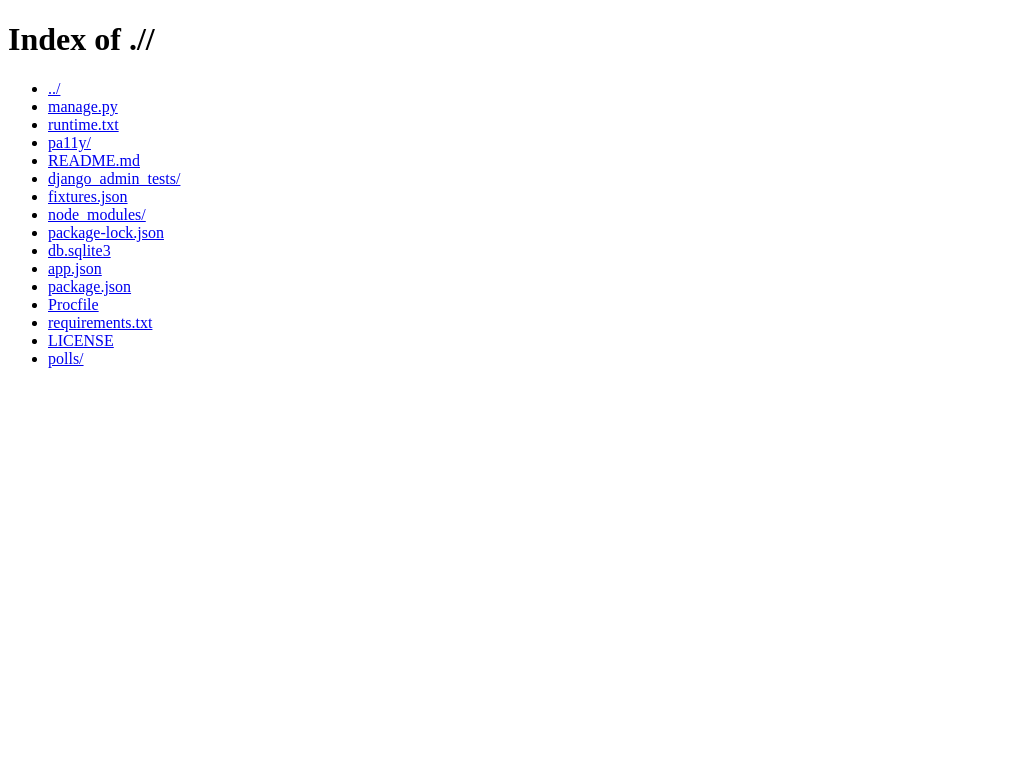 Index of .//
../
manage.py
runtime.txt
pa11y/
README.md
django_admin_tests/
fixtures.json
node_modules/
package-lock.json
db.sqlite3
app.json
package.json
Procfile
requirements.txt
LICENSE
polls/